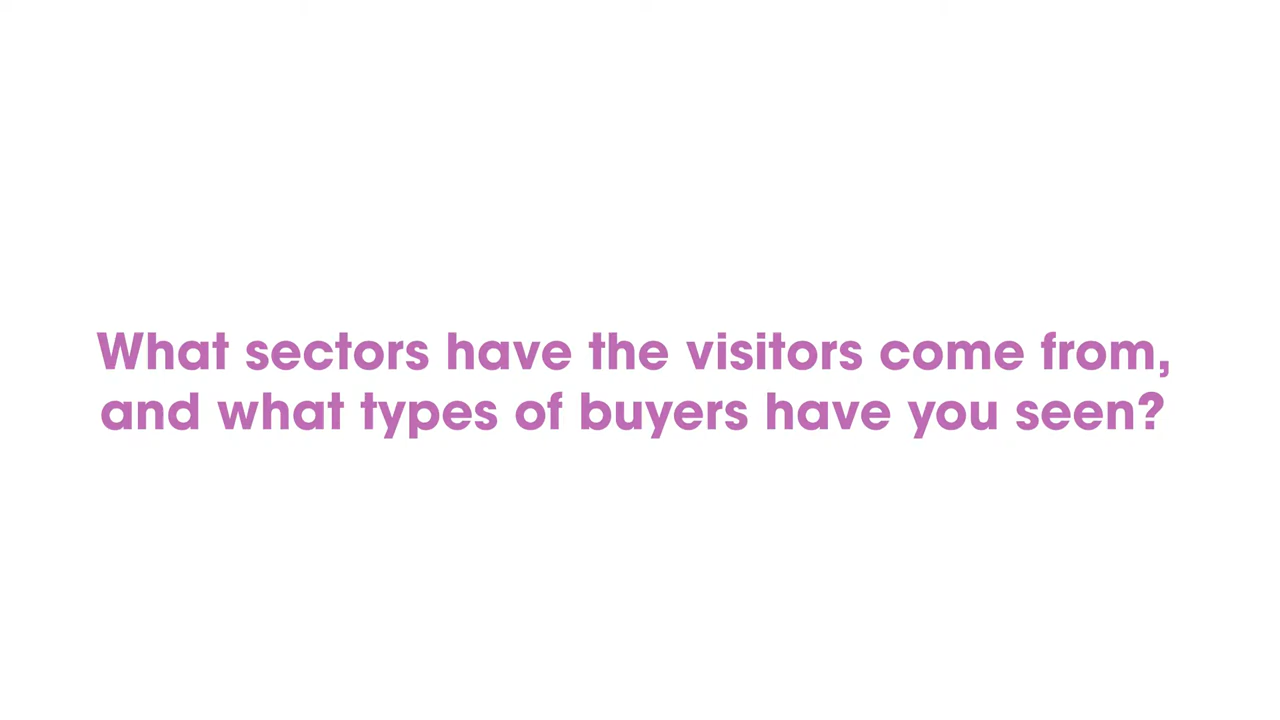 What sectors have the visitors come from,
and what types of buyers have you seen?